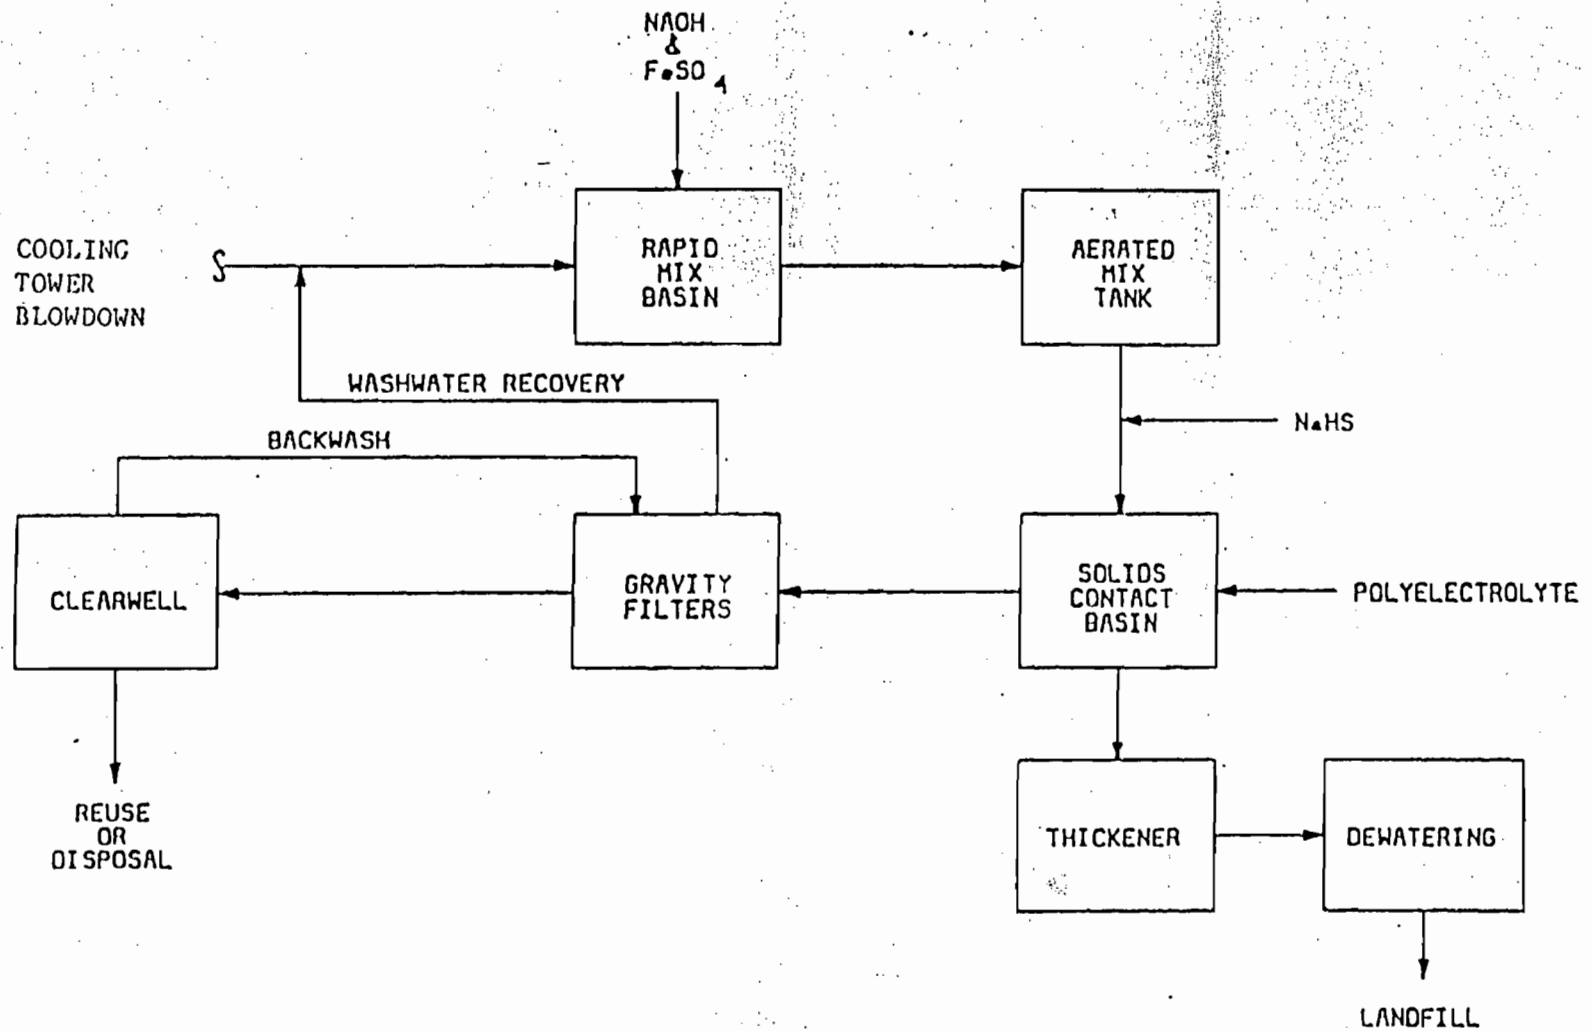 NAOH
&
FeSO4
COOLING
TOWER
BLOWDOWN
RAPID
MIX
BASIN
AERATED
MIX
TANK
WASHWATER RECOVERY
NaHS
BACKWASH
CLEARWELL
GRAVITY
FILTERS
SOLIDS
CONTACT
BASIN
POLYELECTROLYTE
REUSE
OR
DISPOSAL
THICKENER
DEWATERING
LANDFILL